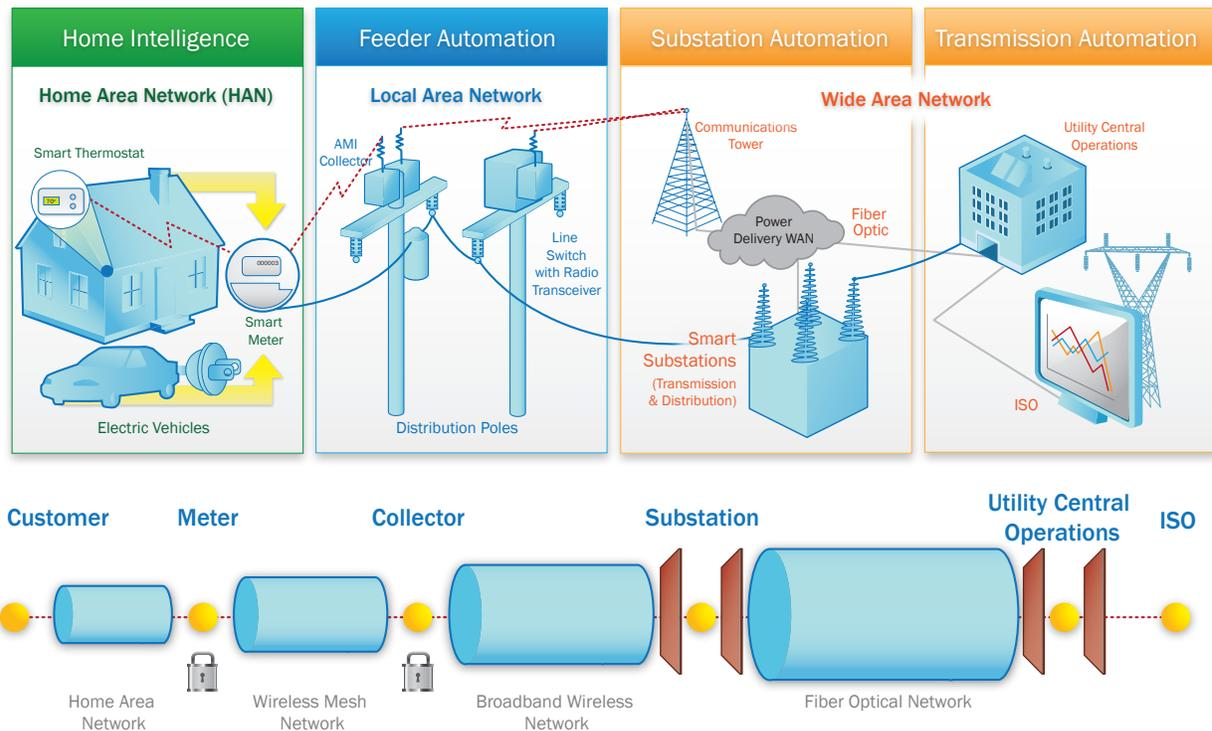 Home Intelligence
Feeder Automation
Substation Automation
Transmission Automation
Home Area Network (HAN)
Local Area Network
Wide Area Network
Smart Thermostat
70°
000003
Smart
Meter
Electric Vehicles
AMI
Collector
Line
Switch
with Radio
Transceiver
Distribution Poles
Communications
Tower
Power
Delivery WAN
Fiber
Optic
Smart
Substations
(Transmission
& Distribution)
Utility Central
Operations
ISO
Customer
Meter
Collector
Substation
Utility Central
Operations
ISO
Home Area
Network
Wireless Mesh
Network
Broadband Wireless
Network
Fiber Optical Network